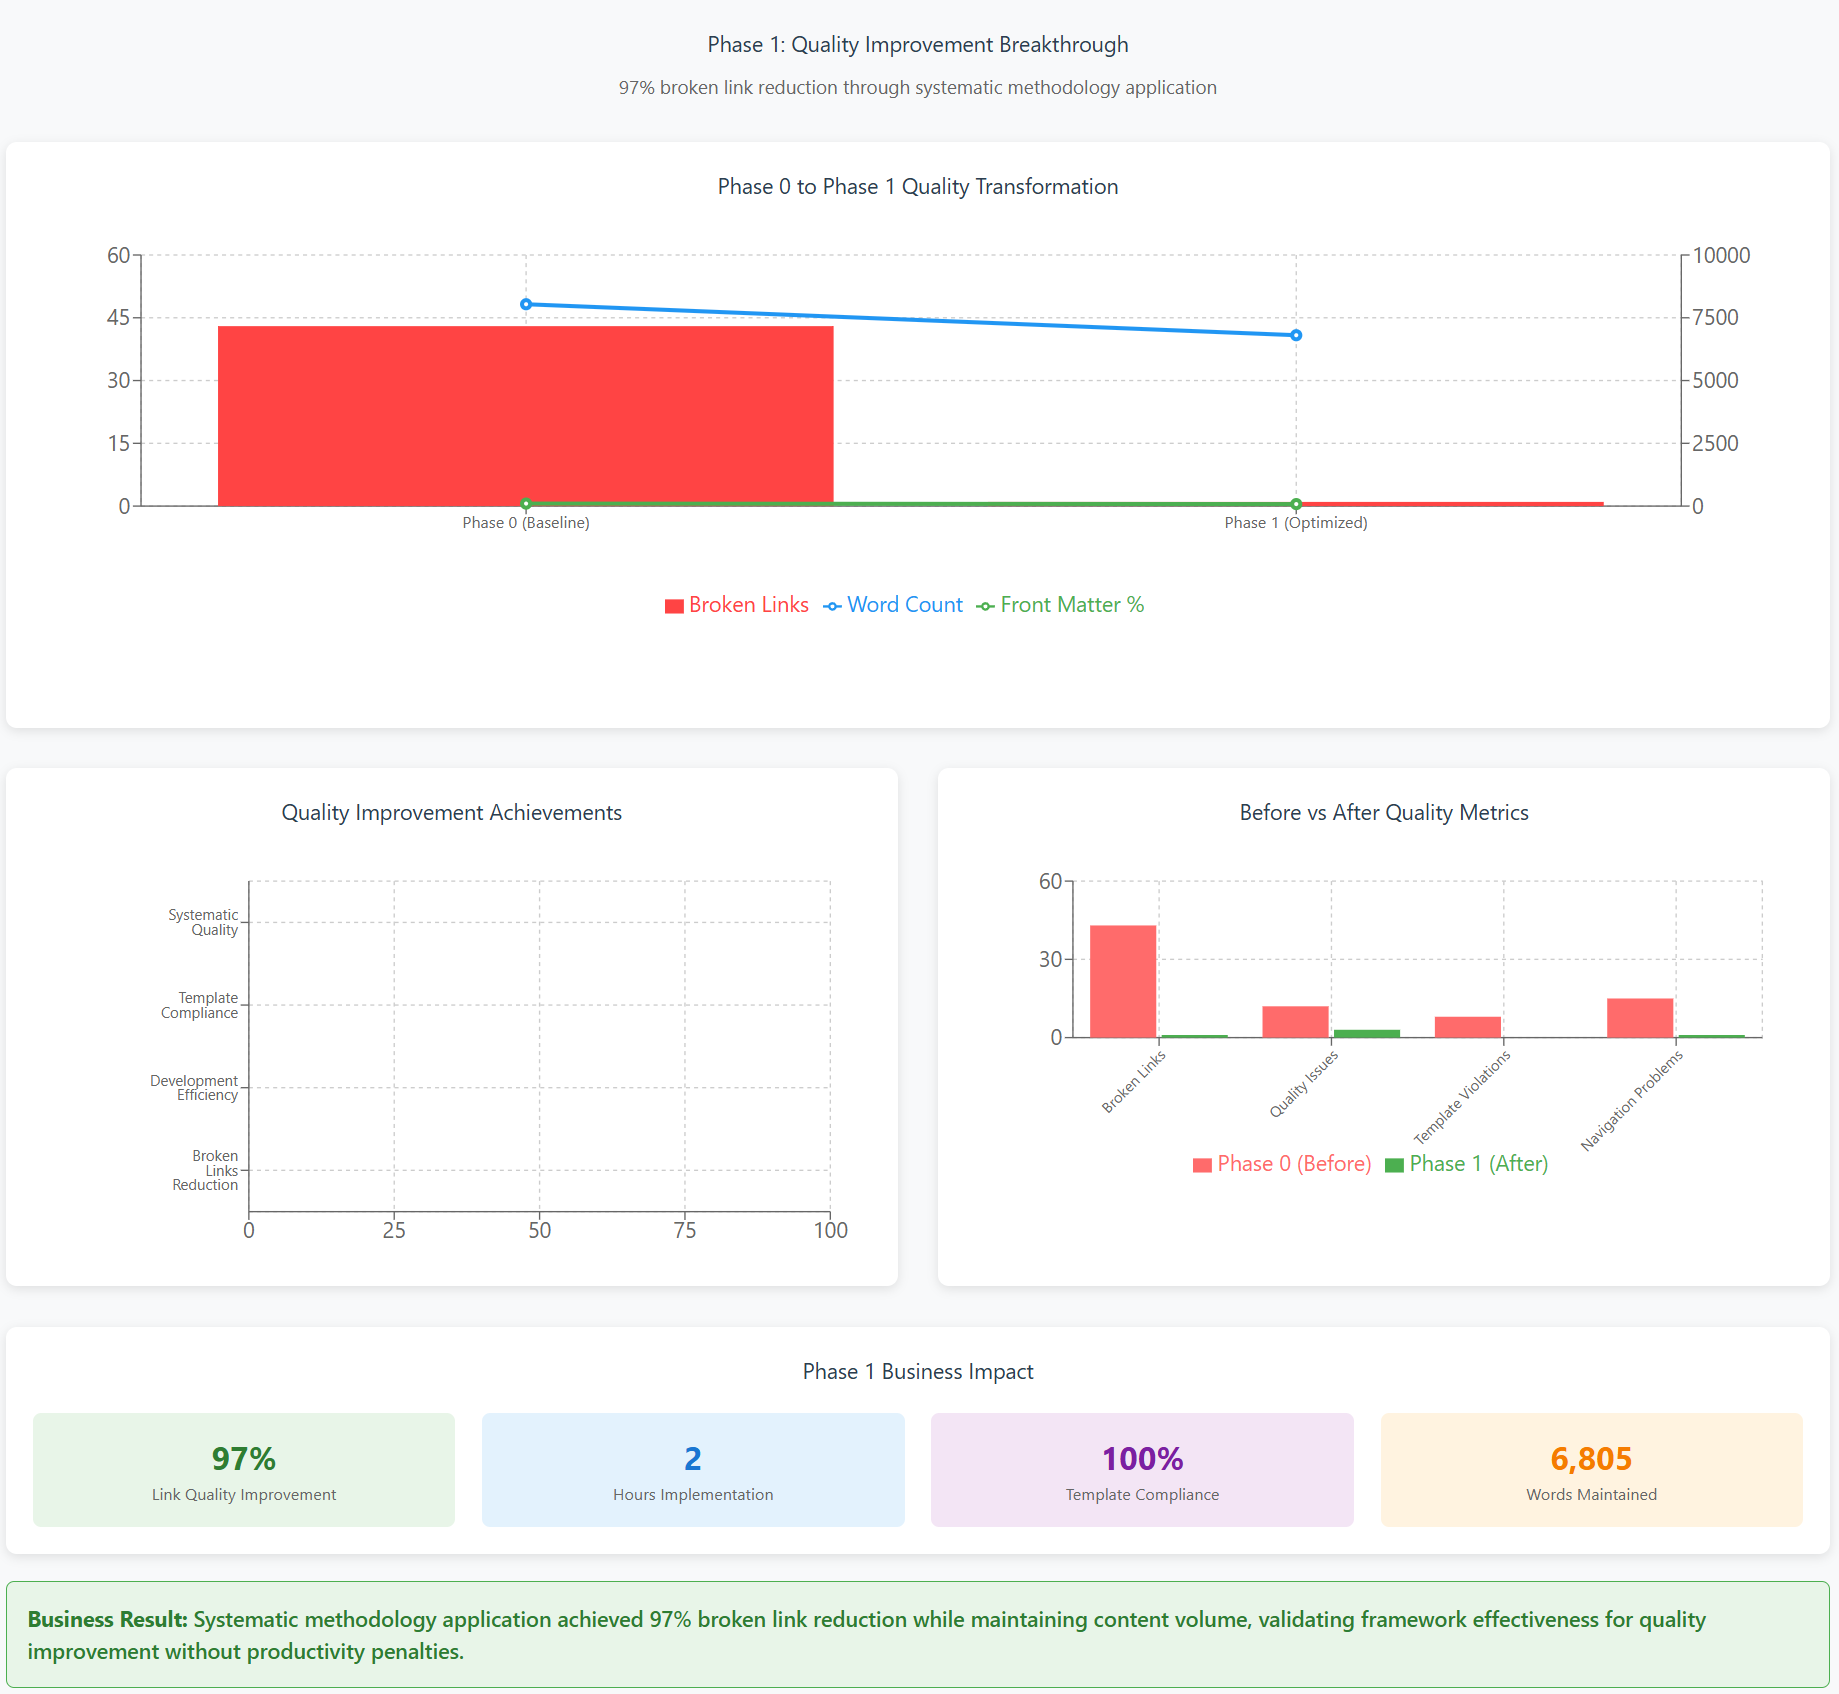 Phase 1: Quality Improvement Breakthrough
97% broken link reduction through systematic methodology application
Phase 0 to Phase 1 Quality Transformation
60
45
30
15
0
10000
7500
5000
2500
0
Phase 0 (Baseline)
Phase 1 (Optimized)
Broken Links
Word Count
Front Matter %
Quality Improvement Achievements
Systematic
Quality
Template
Compliance
Development
Efficiency
Broken
Links
Reduction
0
25
50
75
100
Before vs After Quality Metrics
60
30
0
Broken Links
Quality Issues
Template Violations
Navigation Problems
Phase 0 (Before)
Phase 1 (After)
Phase 1 Business Impact
97%
Link Quality Improvement
2
Hours Implementation
100%
Template Compliance
6,805
Words Maintained
Business Result: Systematic methodology application achieved 97% broken link reduction while maintaining content volume, validating framework effectiveness for quality
improvement without productivity penalties.